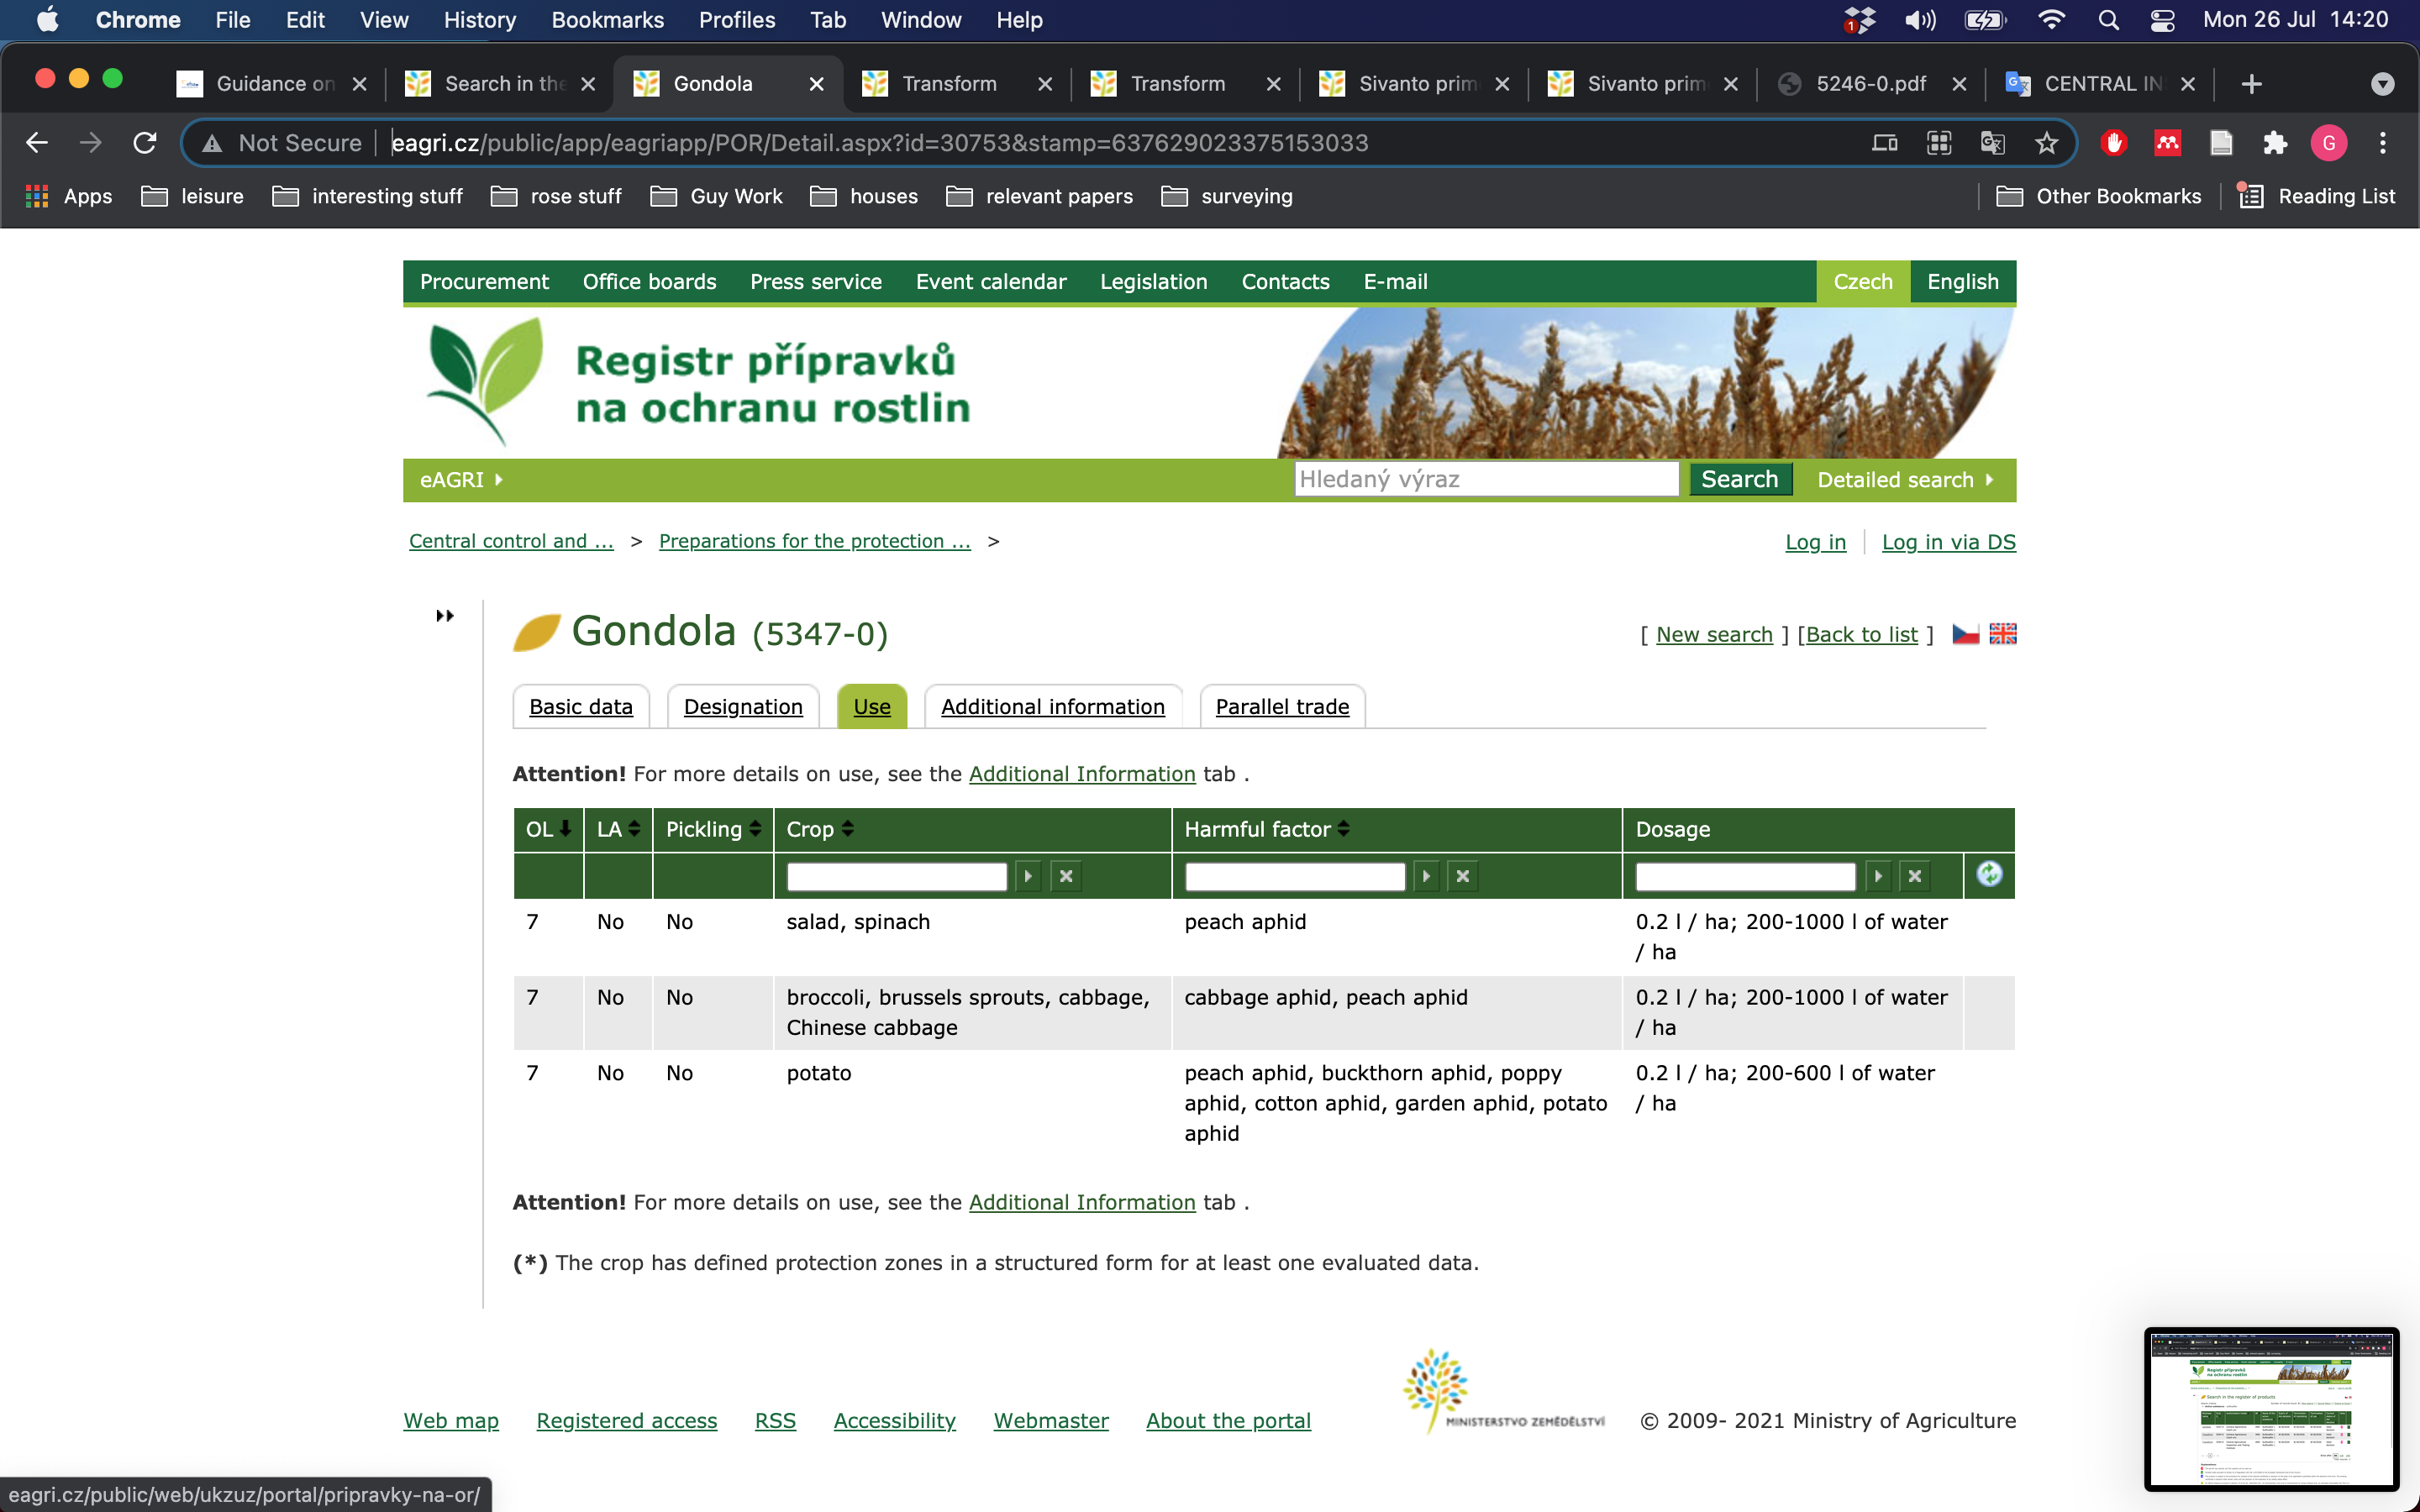 Chrome File Edit View History Bookmarks Profiles Tab Window Help 1 Mon 26 Jul 14:20
Guidance on Search in the Gondola Transform Transform Sivanto prim Sivanto prim 5246-0.pdf CENTRAL IN
Not Secure eagri.cz/public/app/eagriapp/POR/Detail.aspx?id=30753&stamp=637629023375153033 G
Apps leisure interesting stuff rose stuff Guy Work houses relevant papers surveying Other Bookmarks Reading List
Procurement Office boards Press service Event calendar Legislation Contacts E-mail Czech English
Registr přípravků
na ochranu rostlin
eAGRI Hledaný výraz Search Detailed search
Central control and ... > Preparations for the protection ... > Log in Log in via DS
Gondola (5347-0) [ New search ] [Back to list ]
Basic data Designation Use Additional information Parallel trade
Attention! For more details on use, see the Additional Information tab .
OL LA Pickling Crop Harmful factor Dosage
7 No No salad, spinach peach aphid 0.2 l / ha; 200-1000 l of water
/ ha
7 No No broccoli, brussels sprouts, cabbage, cabbage aphid, peach aphid 0.2 l / ha; 200-1000 l of water
Chinese cabbage / ha
7 No No potato peach aphid, buckthorn aphid, poppy 0.2 l / ha; 200-600 l of water
aphid, cotton aphid, garden aphid, potato / ha
aphid
Attention! For more details on use, see the Additional Information tab .
(*) The crop has defined protection zones in a structured form for at least one evaluated data.
Web map Registered access RSS Accessibility Webmaster About the portal MINISTERSTVO ZEMĚDĚLSTVÍ © 2009- 2021 Ministry of Agriculture
Registr přípravků
na ochranu rostlin
Search in the register of products
eagri.cz/public/web/ukzuz/portal/pripravky-na-or/